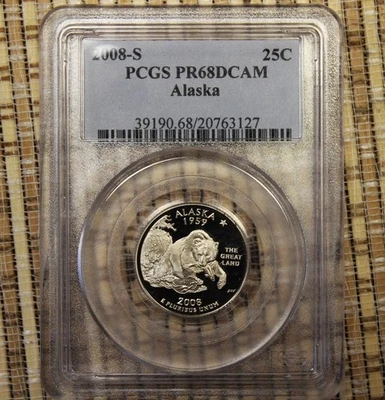 2008-S 25C
PCGS PR68DCAM
Alaska
39190.68/20763127
ALASKA
1959
THE
GREAT
LAND
2008
E PLURIBUS UNUM